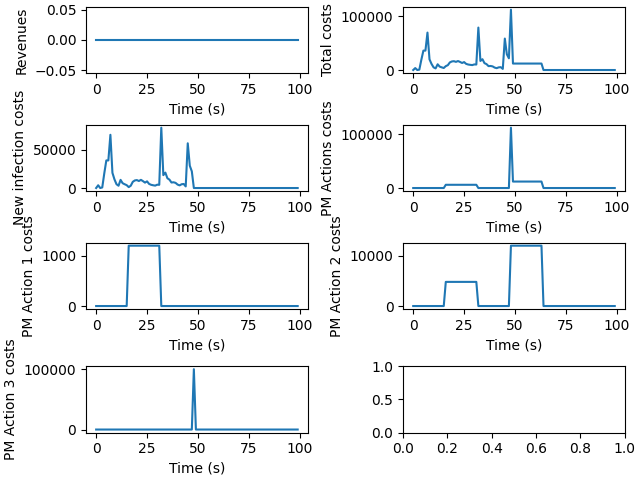 Revenues
0.05
0.00
−0.05
0 25 50 75 100
Time (s)
Total costs
100000
0
0 25 50 75 100
Time (s)
New infection costs
50000
0
0 25 50 75 100
Time (s)
PM Actions costs
100000
0
0 25 50 75 100
Time (s)
PM Action 1 costs
1000
0
0 25 50 75 100
Time (s)
PM Action 2 costs
10000
0
0 25 50 75 100
Time (s)
PM Action 3 costs
100000
0
0 25 50 75 100
Time (s)
1.0
0.5
0.0
0.0 0.2 0.4 0.6 0.8 1.0